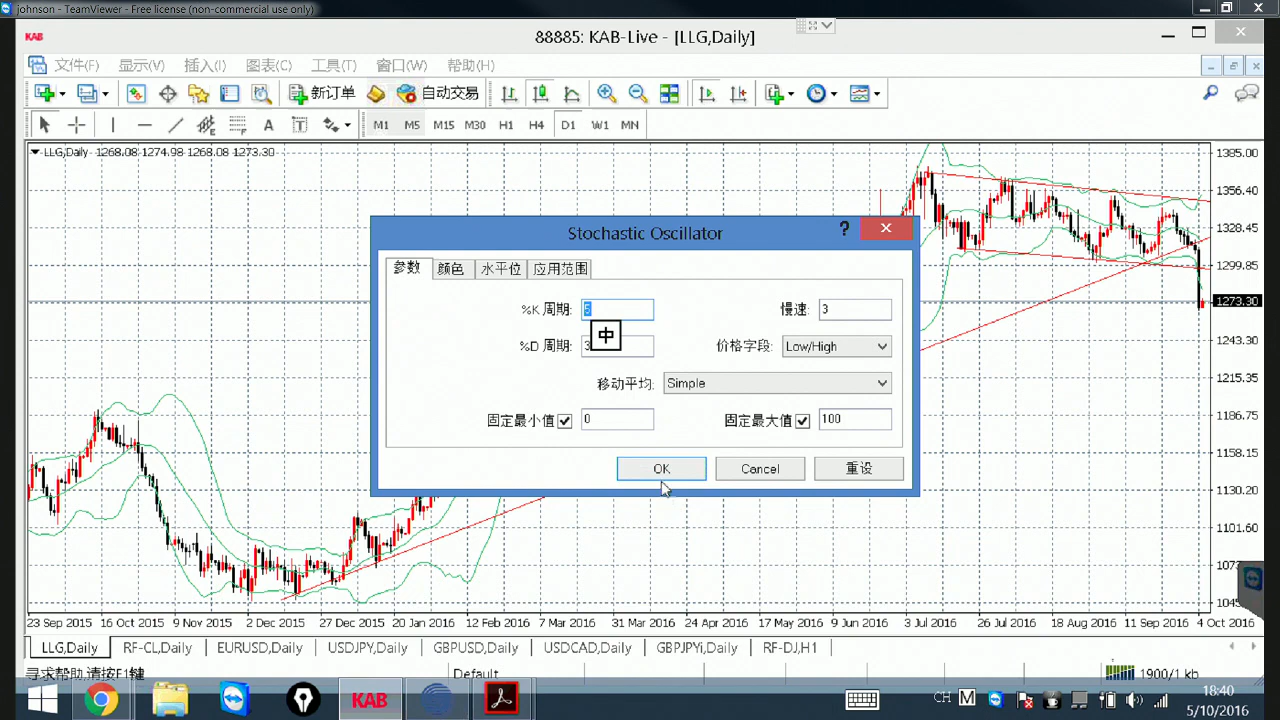 johnson - TeamViewer - Free license (non-commercial use only)
KAB
88885: KAB-Live - [LLG,Daily]
文件(F) 显示(V) 插入(I) 图表(C) 工具(T) 窗口(W) 帮助(H)
新订单 自动交易
A T M1 M5 M15 M30 H1 H4 D1 W1 MN
LLG,Daily 1268.08 1274.98 1268.08 1273.30
1385.00
1356.40
1328.45
1299.85
1273.30
1243.30
1215.35
1186.75
1158.15
1130.20
1101.60
Stochastic Oscillator ?
参数 颜色 水平位 应用范围
%K 周期: 5 慢速: 3
中
%D 周期: 3 价格字段: Low/High
移动平均: Simple
固定最小值 0 固定最大值 100
OK Cancel 重设
23 Sep 2015 16 Oct 2015 9 Nov 2015 2 Dec 2015 27 Dec 2015 20 Jan 2016 12 Feb 2016 7 Mar 2016 31 Mar 2016 24 Apr 2016 17 May 2016 9 Jun 2016 3 Jul 2016 26 Jul 2016 18 Aug 2016 11 Sep 2016 4 Oct 2016
LLG,Daily RF-CL,Daily EURUSD,Daily USDJPY,Daily GBPUSD,Daily USDCAD,Daily GBPJPYi,Daily RF-DJ,H1
寻求帮助,请按F1键 Default 1900/1 kb
KAB CH M 18:40
5/10/2016